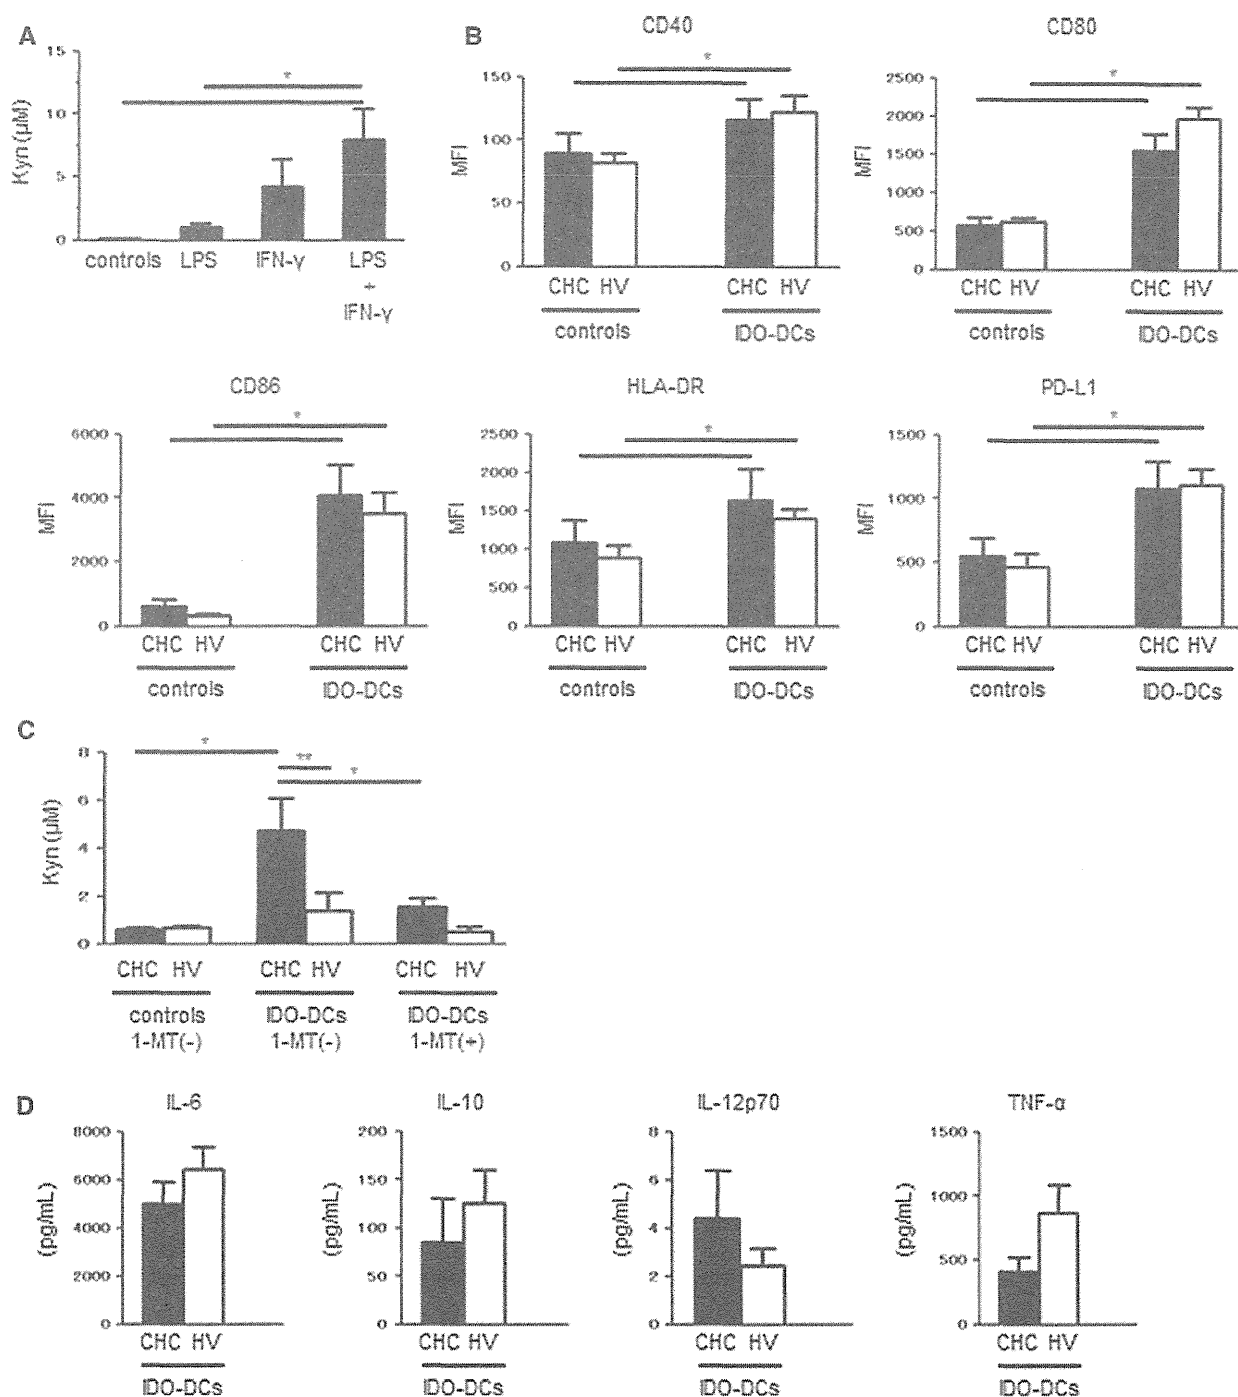 A
Kyn (µM)
15
10
5
0
*
controls LPS IFN-γ LPS
+
IFN-γ
B
CD40
MFI
150
100
50
0
*
CHC HV CHC HV
controls IDO-DCs
CD80
MFI
2500
2000
1500
1000
500
0
*
CHC HV CHC HV
controls IDO-DCs
CD86
MFI
6000
4000
2000
0
*
CHC HV CHC HV
controls IDO-DCs
HLA-DR
MFI
2500
2000
1500
1000
500
0
*
CHC HV CHC HV
controls IDO-DCs
PD-L1
MFI
1500
1000
500
0
*
CHC HV CHC HV
controls IDO-DCs
C
Kyn (µM)
8
6
4
2
0
*
**
*
CHC HV CHC HV CHC HV
controls IDO-DCs IDO-DCs
1-MT(-) 1-MT(-) 1-MT(+)
D
IL-6
(pg/mL)
8000
6000
4000
2000
0
CHC HV
IDO-DCs
IL-10
(pg/mL)
200
150
100
50
0
CHC HV
IDO-DCs
IL-12p70
(pg/mL)
8
6
4
2
0
CHC HV
IDO-DCs
TNF-α
(pg/mL)
1500
1000
500
0
CHC HV
IDO-DCs